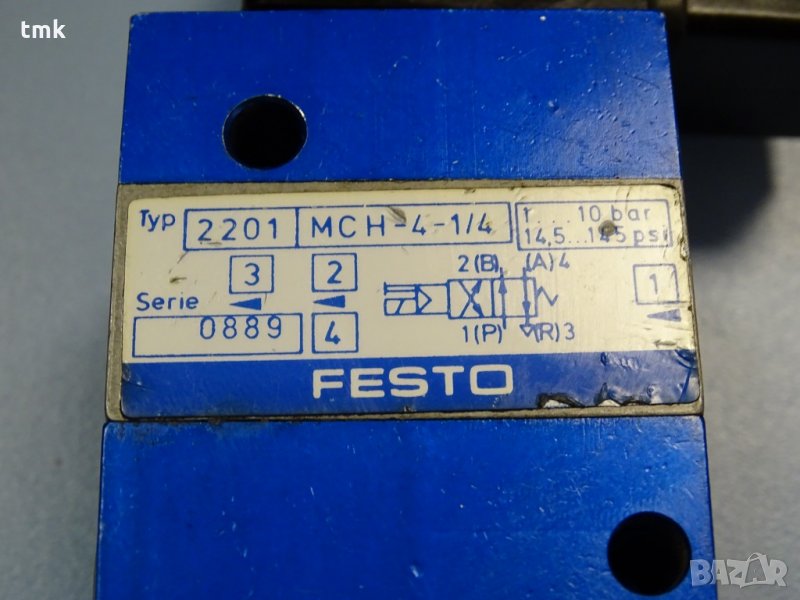 tmk
Typ 2201 MCH-4-1/4
1....10 bar
14,5...145 psi
3 2 2(B) (A)4 1
Serie
0889 4 1(P) (R)3
FESTO
BAZAR